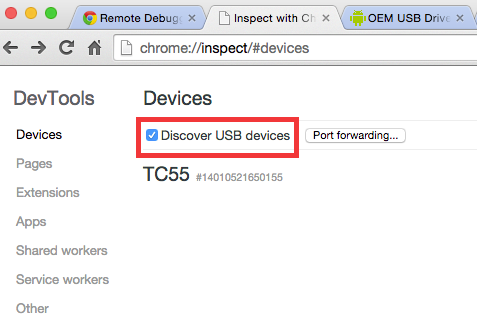 Remote Debugg
Inspect with Ch
OEM USB Drive
chrome://inspect/#devices
DevTools
Devices
Pages
Extensions
Apps
Shared workers
Service workers
Other
Devices
Discover USB devices
Port forwarding...
TC55 #14010521650155